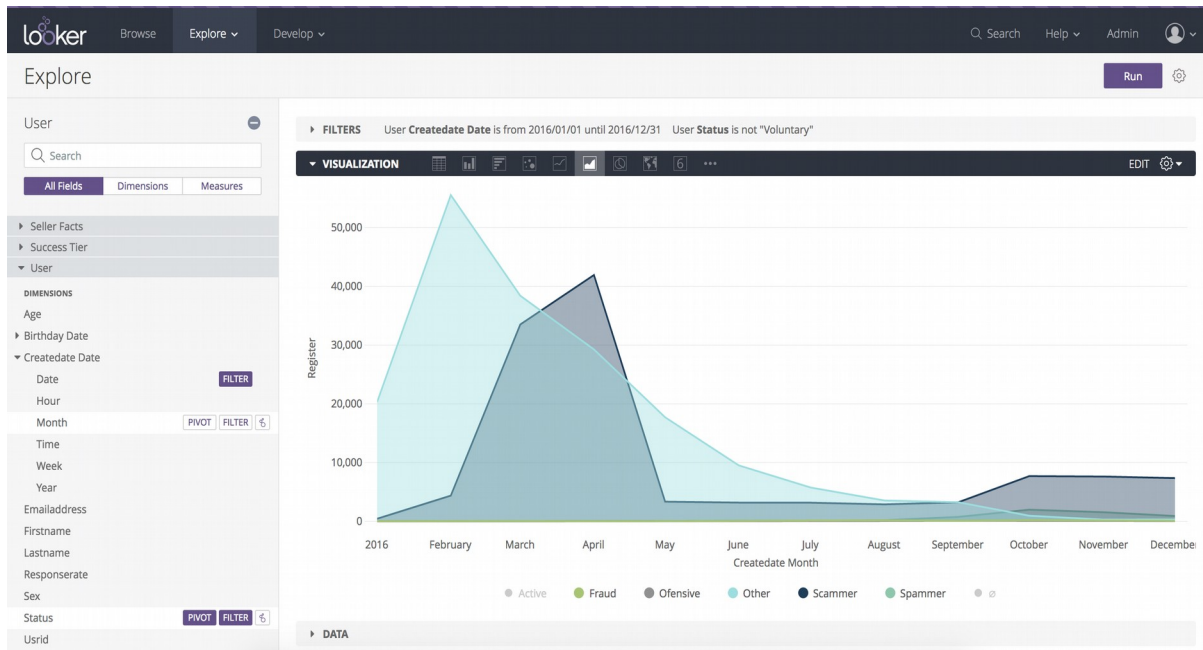 looker
Browse
Explore
Develop
Search
Help
Admin
Explore
Run
User
Search
All Fields
Dimensions
Measures
Seller Facts
Success Tier
User
DIMENSIONS
Age
Birthday Date
Createdate Date
Date FILTER
Hour
Month PIVOT FILTER
Time
Week
Year
Emailaddress
Firstname
Lastname
Responserate
Sex
Status PIVOT FILTER
Usrid
FILTERS User Createdate Date is from 2016/01/01 until 2016/12/31 User Status is not "Voluntary"
VISUALIZATION 6 ••• EDIT
50,000
40,000
30,000
20,000
10,000
0
Register
2016 February March April May June July August September October November December
Createdate Month
Active Fraud Ofensive Other Scammer Spammer ∅
DATA